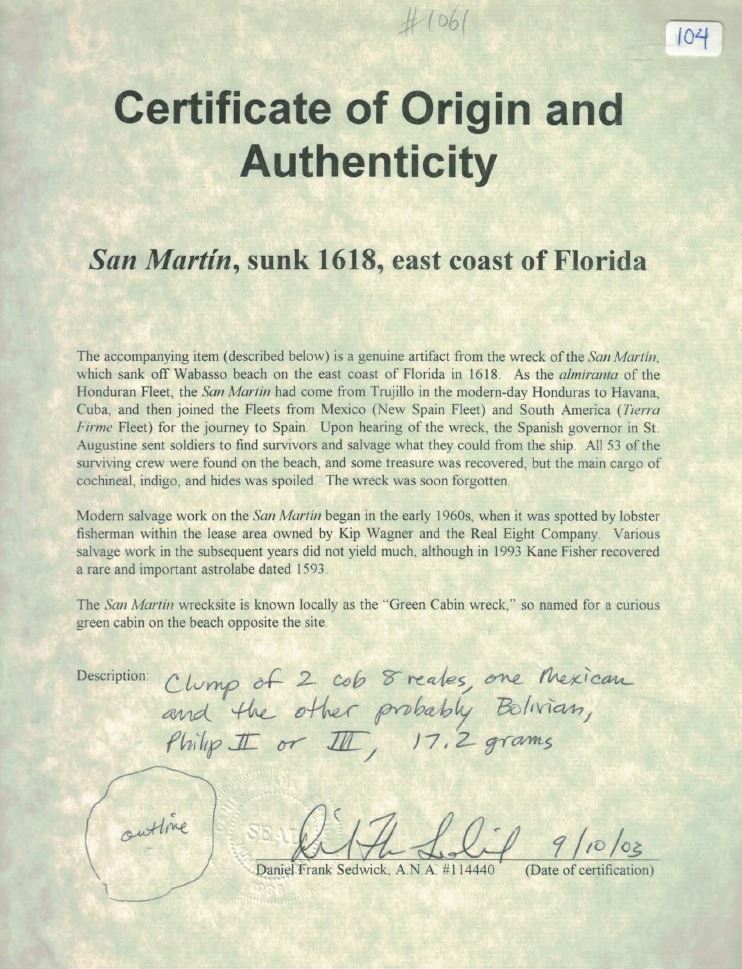 #1061
104
Certificate of Origin and
Authenticity
San Martín, sunk 1618, east coast of Florida
The accompanying item (described below) is a genuine artifact from the wreck of the San Martín,
which sank off Wabasso beach on the east coast of Florida in 1618. As the almiranta of the
Honduran Fleet, the San Martín had come from Trujillo in the modern-day Honduras to Havana,
Cuba, and then joined the Fleets from Mexico (New Spain Fleet) and South America (Tierra
Firme Fleet) for the journey to Spain. Upon hearing of the wreck, the Spanish governor in St.
Augustine sent soldiers to find survivors and salvage what they could from the ship. All 53 of the
surviving crew were found on the beach, and some treasure was recovered, but the main cargo of
cochineal, indigo, and hides was spoiled. The wreck was soon forgotten.
Modern salvage work on the San Martín began in the early 1960s, when it was spotted by lobster
fisherman within the lease area owned by Kip Wagner and the Real Eight Company. Various
salvage work in the subsequent years did not yield much, although in 1993 Kane Fisher recovered
a rare and important astrolabe dated 1593.
The San Martín wrecksite is known locally as the “Green Cabin wreck,” so named for a curious
green cabin on the beach opposite the site.
Description: Clump of 2 cob 8 reales, one Mexican
and the other probably Bolivian,
Philip II or III, 17.2 grams
outline
SEAL
9/10/03
Daniel Frank Sedwick, A.N.A. #114440 (Date of certification)